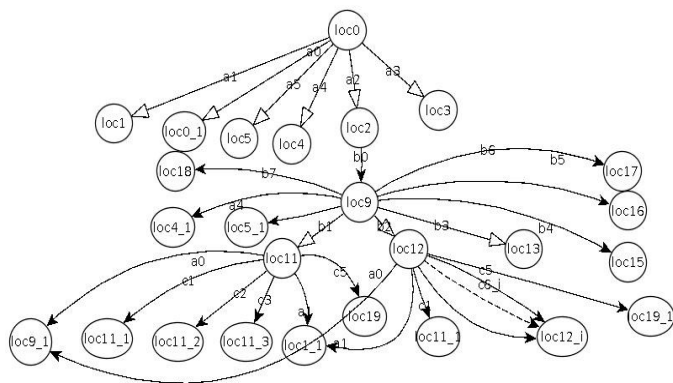 loc0
a0
a1
a5
a4
a2
a3
loc1
loc0_1
loc5
loc4
loc2
loc3
b0
b6
b5
loc18
b7
loc17
loc9
loc16
a4
loc4_1
loc5_1
b1
b2
b3
b4
loc11
loc12
loc13
loc15
a0
c1
c2
c3
c5
a0
c5
c6_i
a
c1
loc19
loc19_1
loc9_1
loc11_1
loc11_2
loc11_3
loc1_1
a1
loc11_1
loc12_i